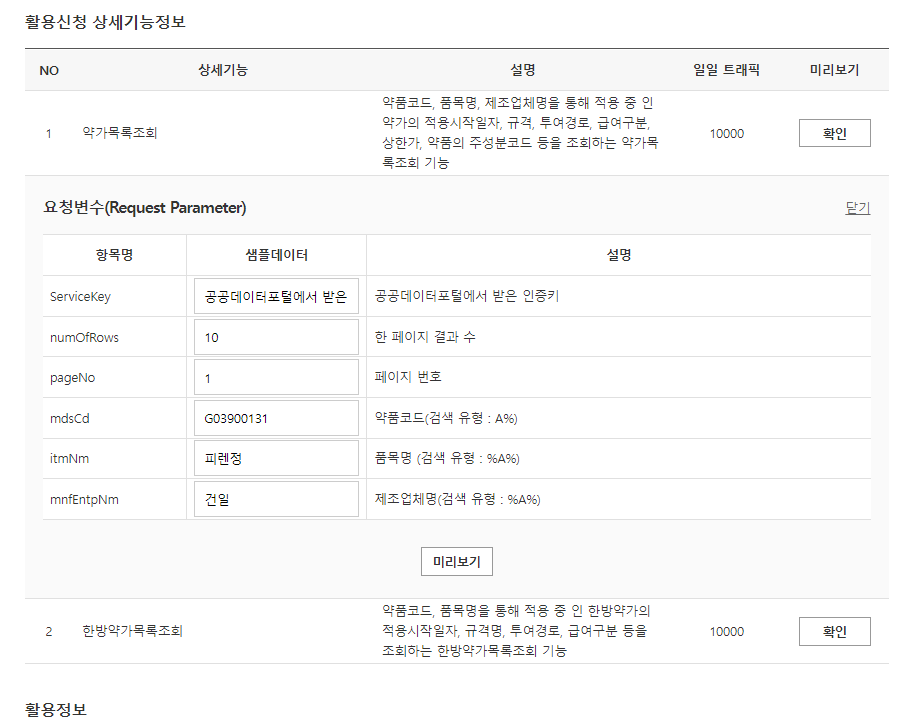 활용신청 상세기능정보
NO 상세기능 설명 일일 트래픽 미리보기
약품코드, 품목명, 제조업체명을 통해 적용 중 인
약가의 적용시작일자, 규격, 투여경로, 급여구분,
1 약가목록조회 10000 확인
상한가, 약품의 주성분코드 등을 조회하는 약가목
록조회 기능
요청변수(Request Parameter) 닫기
항목명 샘플데이터 설명
ServiceKey 공공데이터포털에서 받은 공공데이터포털에서 받은 인증키
numOfRows 10 한 페이지 결과 수
pageNo 1 페이지 번호
mdsCd G03900131 약품코드(검색 유형 : A%)
itmNm 피렌정 품목명 (검색 유형 : %A%)
mnfEntpNm 건일 제조업체명(검색 유형 : %A%)
미리보기
약품코드, 품목명을 통해 적용 중 인 한방약가의
2 한방약가목록조회 적용시작일자, 규격명, 투여경로, 급여구분 등을 10000 확인
조회하는 한방약가목록조회 기능
활용정보